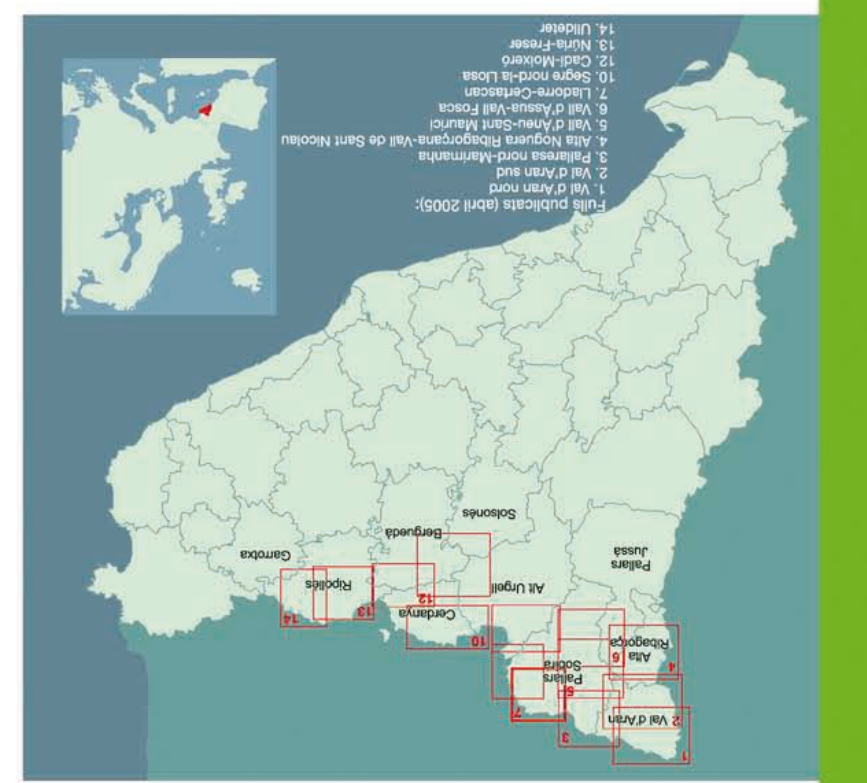 1
3
2 Val d'Aran
7
5
Pallars
Sobirà
4
Alta
Ribagorça
6
10
Cerdanya
14
13
12
Ripollès
Alt Urgell
Pallars
Jussà
Garrotxa
Berguedà
Solsonès
Fulls publicats (abril 2005):
1. Val d'Aran nord
2. Val d'Aran sud
3. Pallaresa nord-Marimanha
4. Alta Noguera Ribagorçana-Vall de Sant Nicolau
5. Vall d'Àneu-Sant Maurici
6. Vall d'Assua-Vall Fosca
7. Lladorre-Certascan
10. Segre nord-la Llosa
12. Cadí-Moixeró
13. Núria-Freser
14. Ulldeter